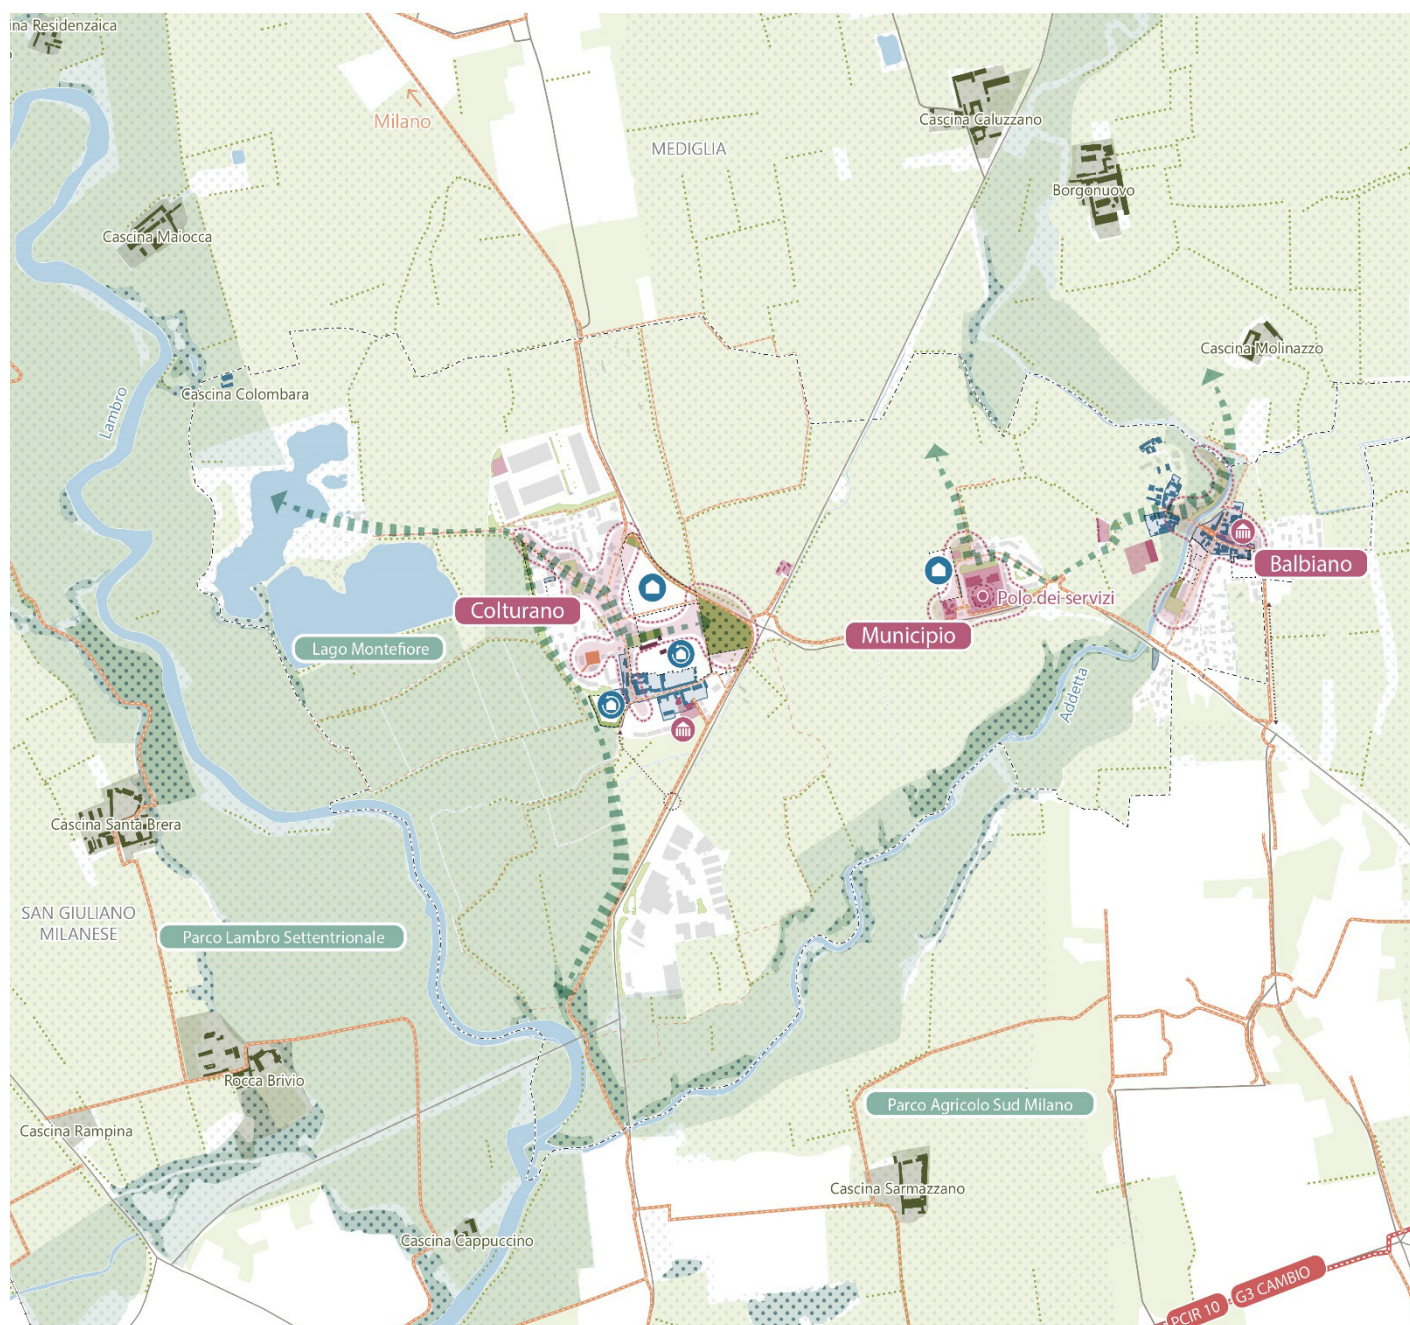 ina Residenzaica
Milano
Cascina Caluzzano
MEDIGLIA
Borgonuovo
Cascina Maiocca
Cascina Molinazzo
Cascina Colombara
Lambro
Balbiano
Colturano
Polo dei servizi
Municipio
Lago Montefiore
Addetta
Cascina Santa Brera
SAN GIULIANO
MILANESE
Parco Lambro Settentrionale
Rocca Brivio
Parco Agricolo Sud Milano
Cascina Rampina
Cascina Sarmazzano
Cascina Cappuccino
PCIR 10
G3 CAMBIO